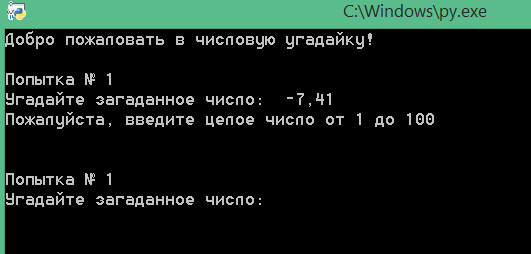 C:\Windows\py.exe
Добро пожаловать в числовую угадайку!
Попытка № 1
Угадайте загаданное число:  -7,41
Пожалуйста, введите целое число от 1 до 100
Попытка № 1
Угадайте загаданное число: